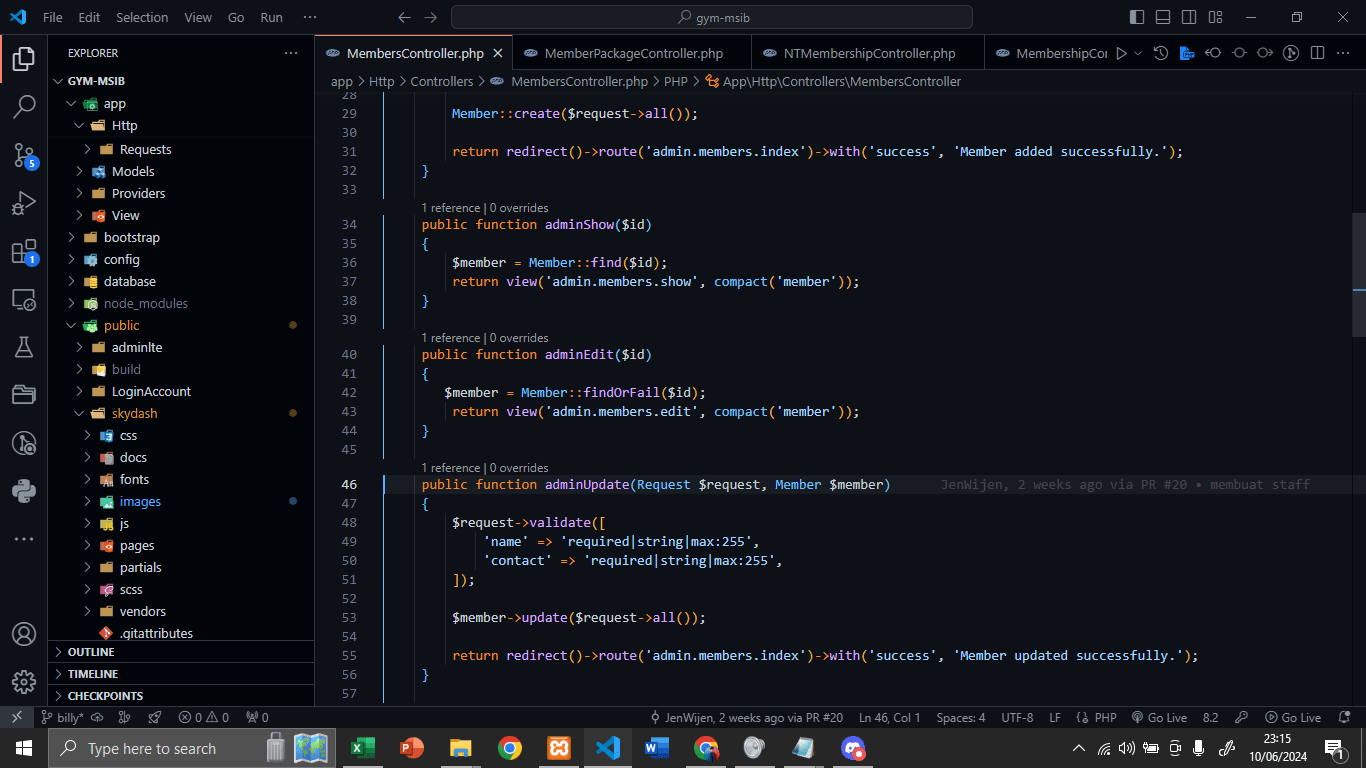 File Edit Selection View Go Run ··· gym-msib
EXPLORER ···
GYM-MSIB
app
Http
Requests
Models
Providers
View
bootstrap
config
database
node_modules
public
adminlte
build
LoginAccount
skydash
css
docs
fonts
images
js
pages
partials
scss
vendors
.gitattributes
OUTLINE
TIMELINE
CHECKPOINTS
5
1
MembersController.php MemberPackageController.php NTMembershipController.php MembershipCo
app > Http > Controllers > MembersController.php > PHP > App\Http\Controllers\MembersController
28
29 Member::create($request->all());
30
31 return redirect()->route('admin.members.index')->with('success', 'Member added successfully.');
32 }
33
1 reference | 0 overrides
34 public function adminShow($id)
35 {
36 $member = Member::find($id);
37 return view('admin.members.show', compact('member'));
38 }
39
1 reference | 0 overrides
40 public function adminEdit($id)
41 {
42 $member = Member::findOrFail($id);
43 return view('admin.members.edit', compact('member'));
44 }
45
1 reference | 0 overrides
46 public function adminUpdate(Request $request, Member $member) JenWijen, 2 weeks ago via PR #20 • membuat staff
47 {
48 $request->validate([
49 'name' => 'required|string|max:255',
50 'contact' => 'required|string|max:255',
51 ]);
52
53 $member->update($request->all());
54
55 return redirect()->route('admin.members.index')->with('success', 'Member updated successfully.');
56 }
57
billy* 0 0 0 JenWijen, 2 weeks ago via PR #20 Ln 46, Col 1 Spaces: 4 UTF-8 LF PHP Go Live 8.2 Go Live
Type here to search
23:15
10/06/2024
1